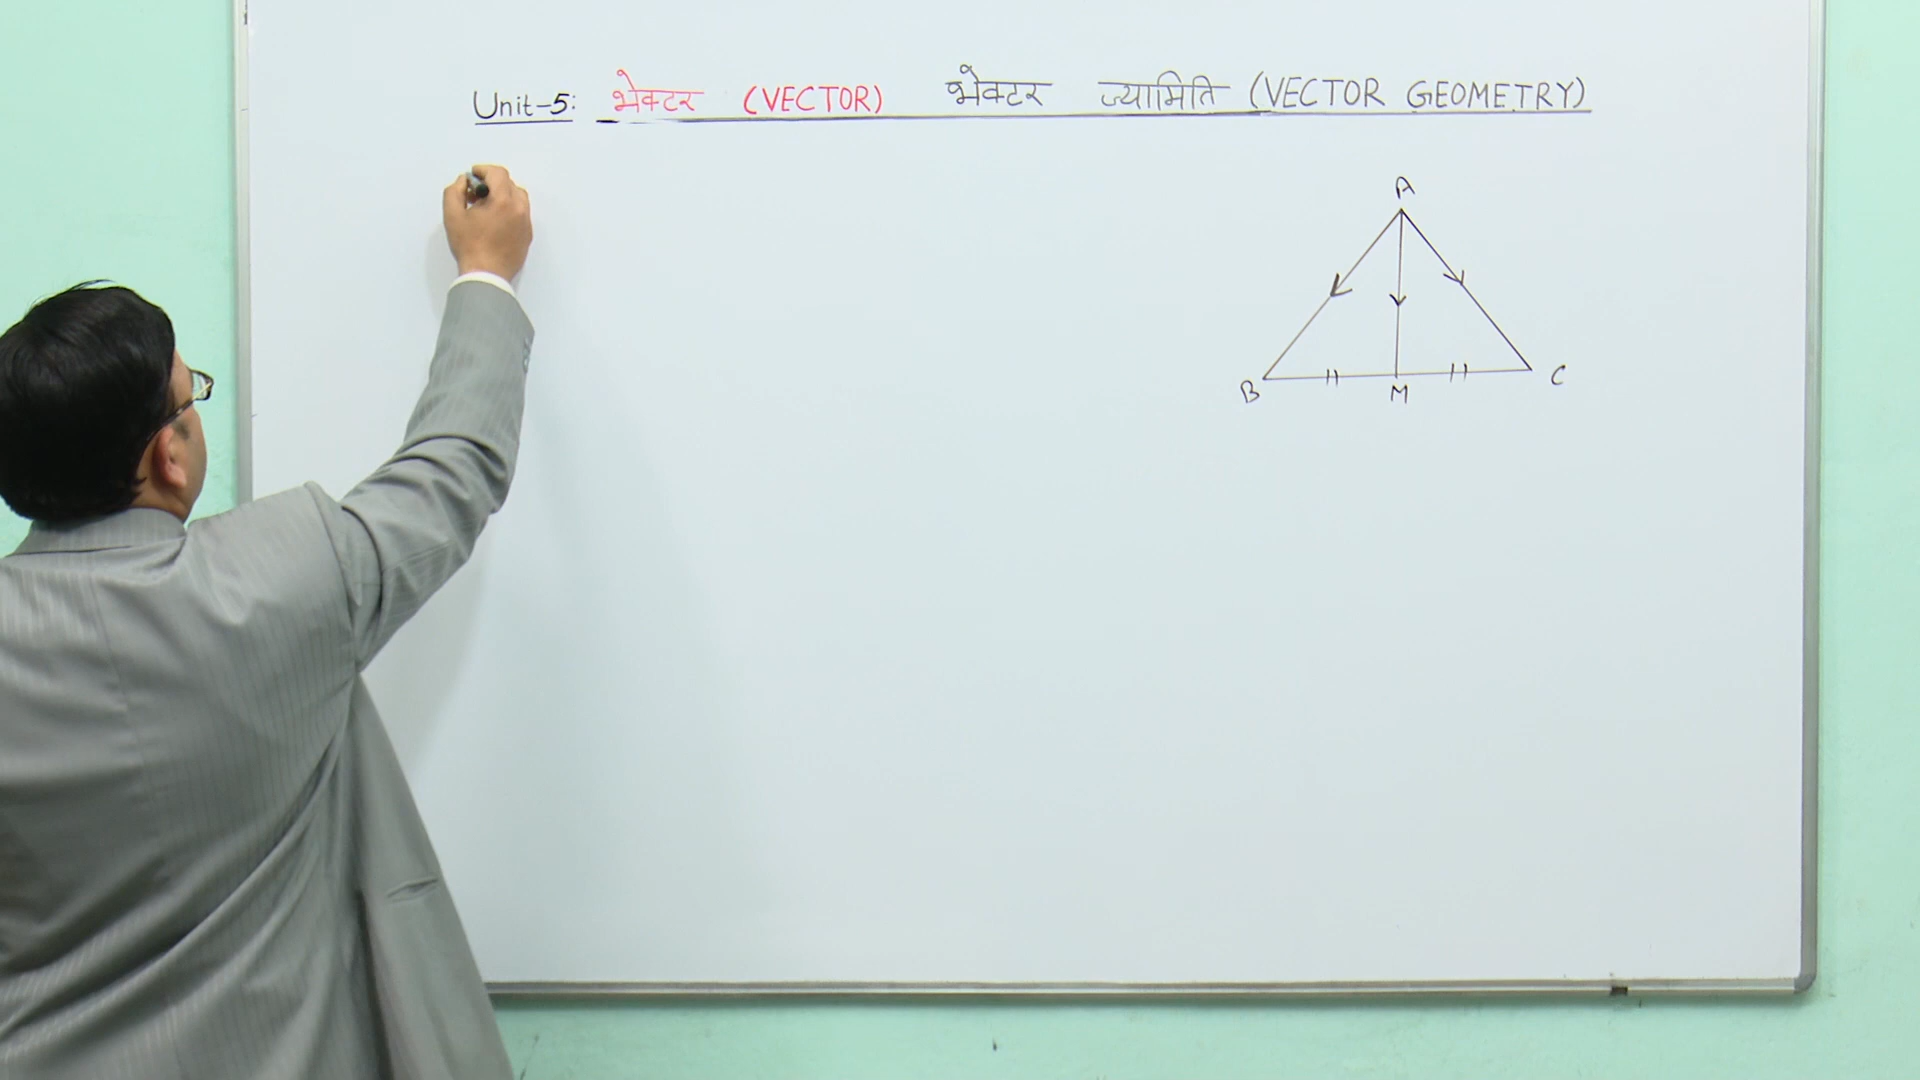 Unit-5: भेक्टर (VECTOR) भेक्टर ज्यामिति (VECTOR GEOMETRY)
A
B M C